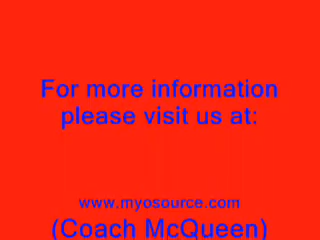 For more information
please visit us at:
www.myosource.com
(Coach McQueen)